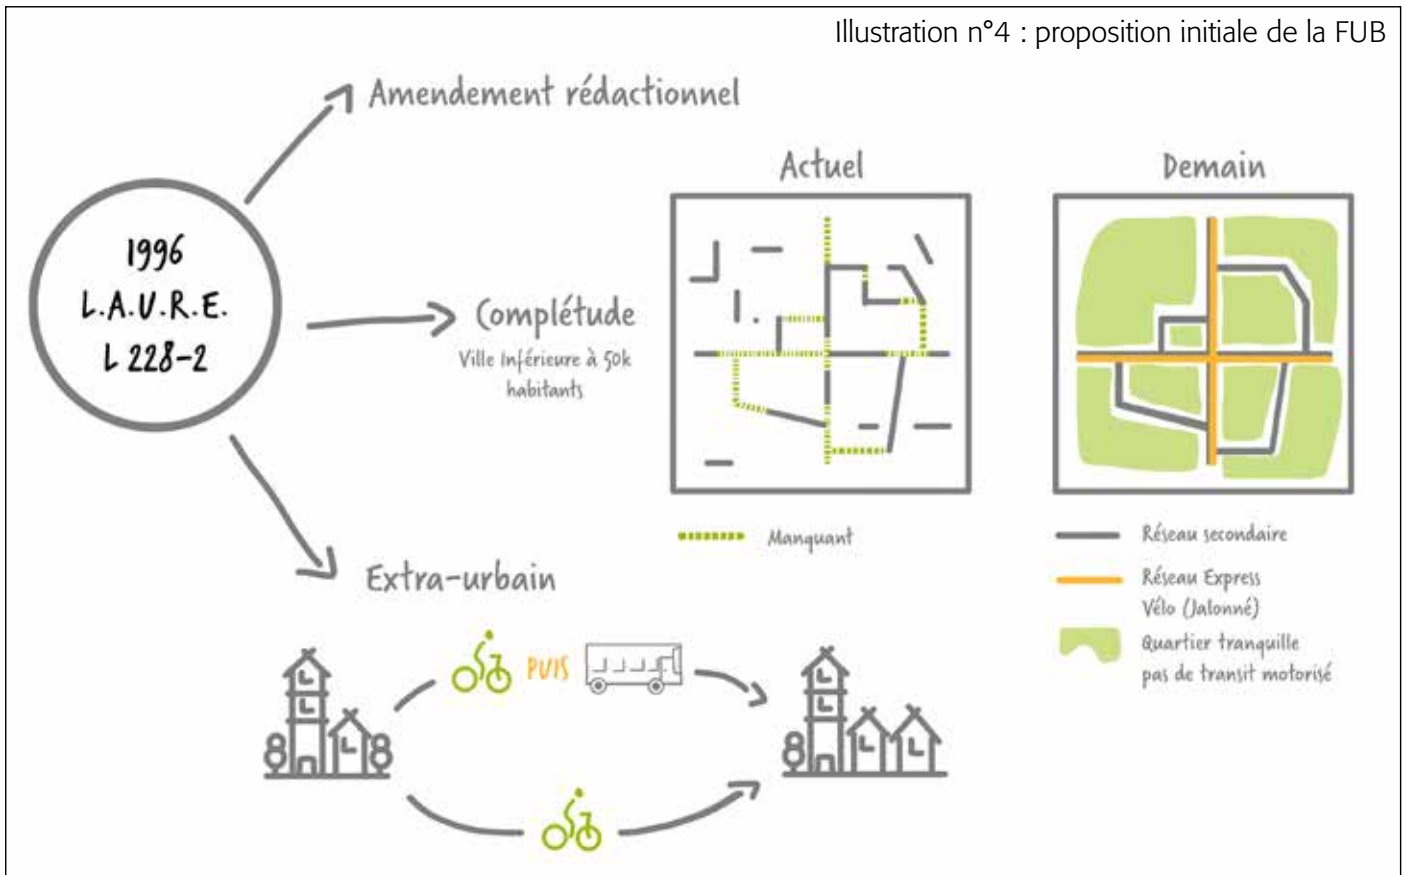 Illustration n°4 : proposition initiale de la FUB
Amendement rédactionnel
1996
L.A.U.R.E.
L 228-2
Complétude
Ville Inférieure à 50k
habitants
Actuel
Manquant
Demain
Réseau secondaire
Réseau Express
Vélo (Jalonné)
Quartier tranquille
pas de transit motorisé
Extra-urbain
PUIS